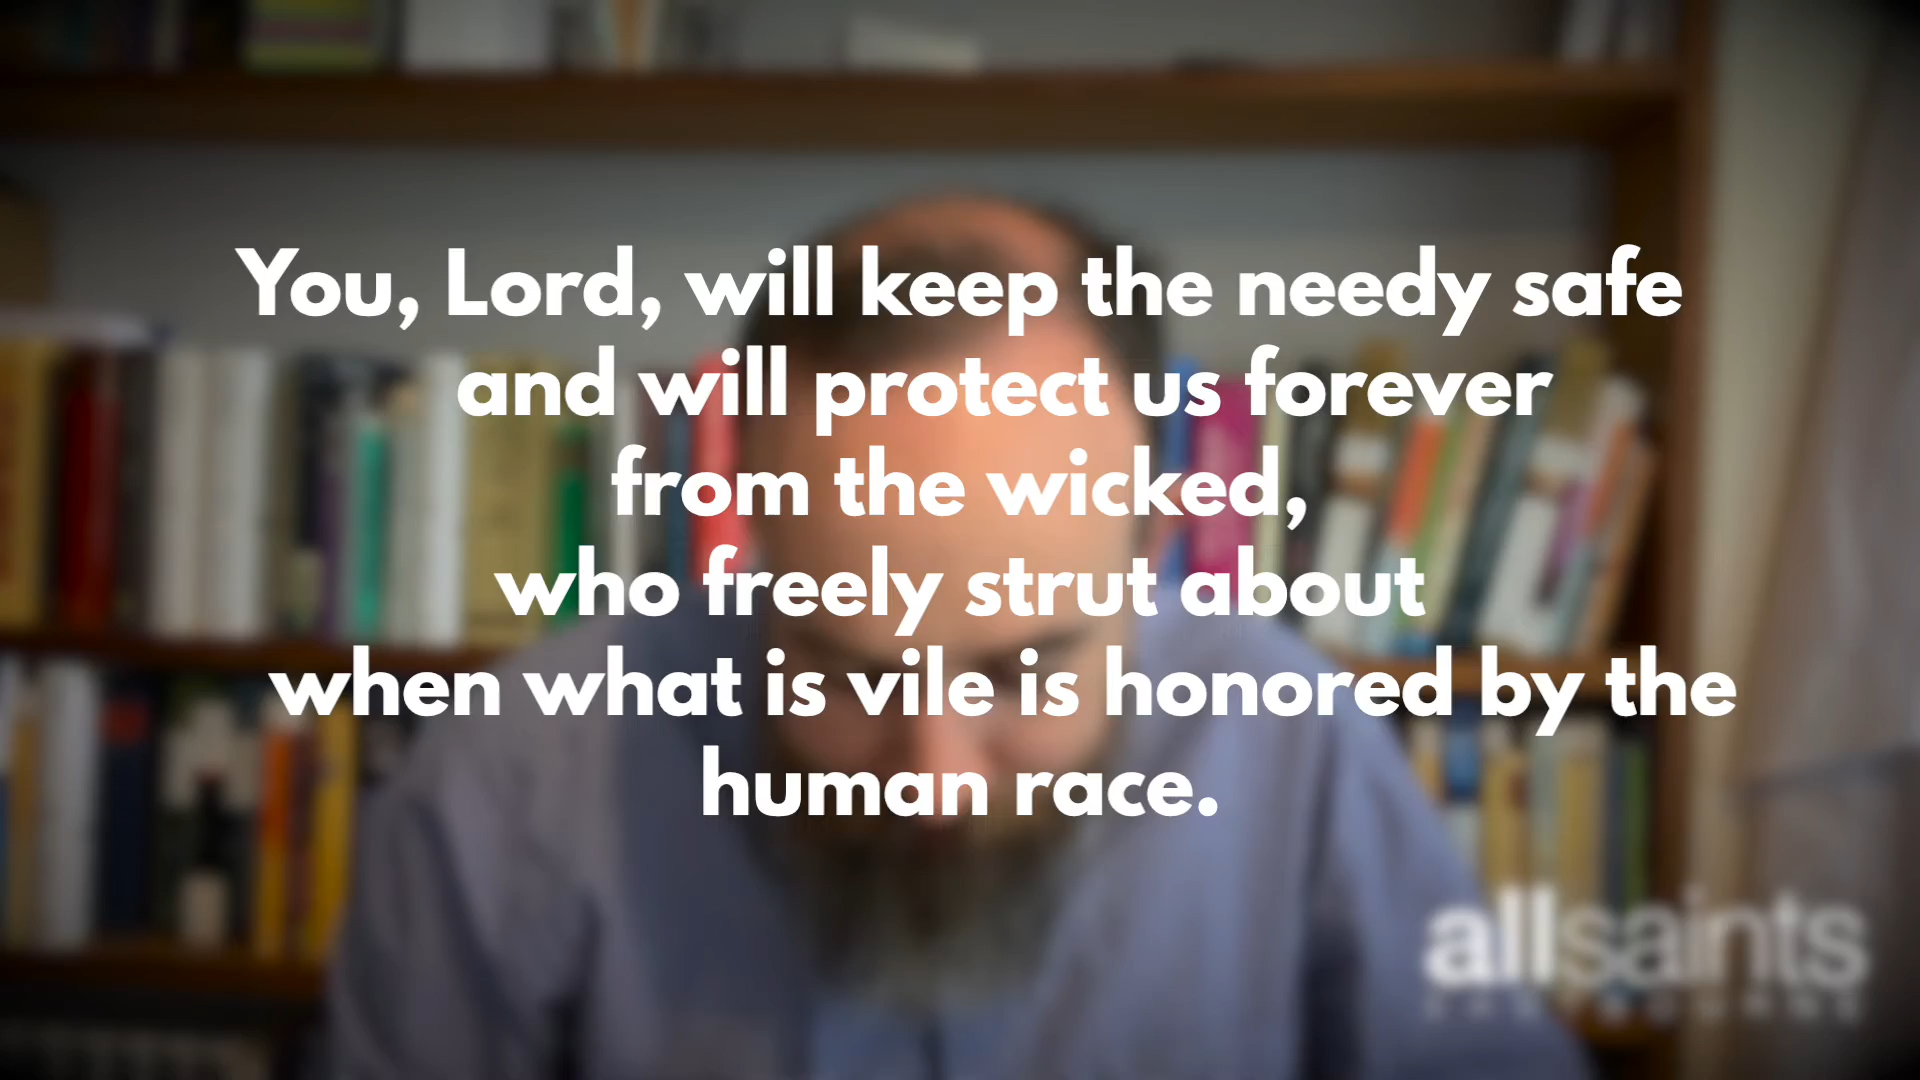 You, Lord, will keep the needy safe
and will protect us forever
from the wicked,
who freely strut about
when what is vile is honored by the
human race.
allsaints